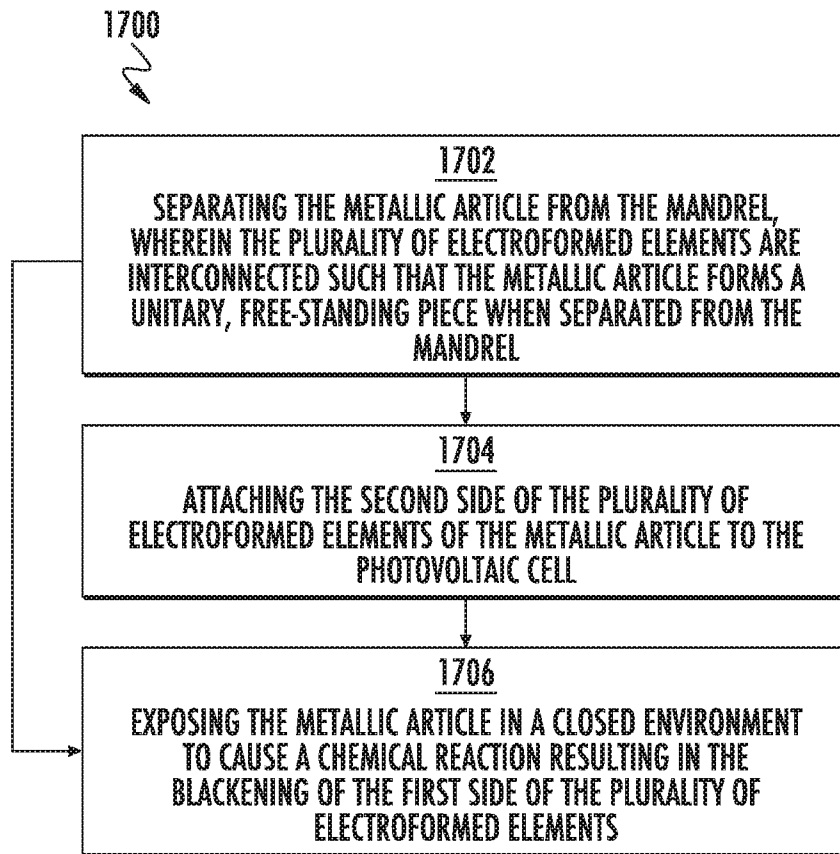 1700
1702
SEPARATING THE METALLIC ARTICLE FROM THE MANDREL,
WHEREIN THE PLURALITY OF ELECTROFORMED ELEMENTS ARE
INTERCONNECTED SUCH THAT THE METALLIC ARTICLE FORMS A
UNITARY, FREE-STANDING PIECE WHEN SEPARATED FROM THE
MANDREL
1704
ATTACHING THE SECOND SIDE OF THE PLURALITY OF
ELECTROFORMED ELEMENTS OF THE METALLIC ARTICLE TO THE
PHOTOVOLTAIC CELL
1706
EXPOSING THE METALLIC ARTICLE IN A CLOSED ENVIRONMENT
TO CAUSE A CHEMICAL REACTION RESULTING IN THE
BLACKENING OF THE FIRST SIDE OF THE PLURALITY OF
ELECTROFORMED ELEMENTS